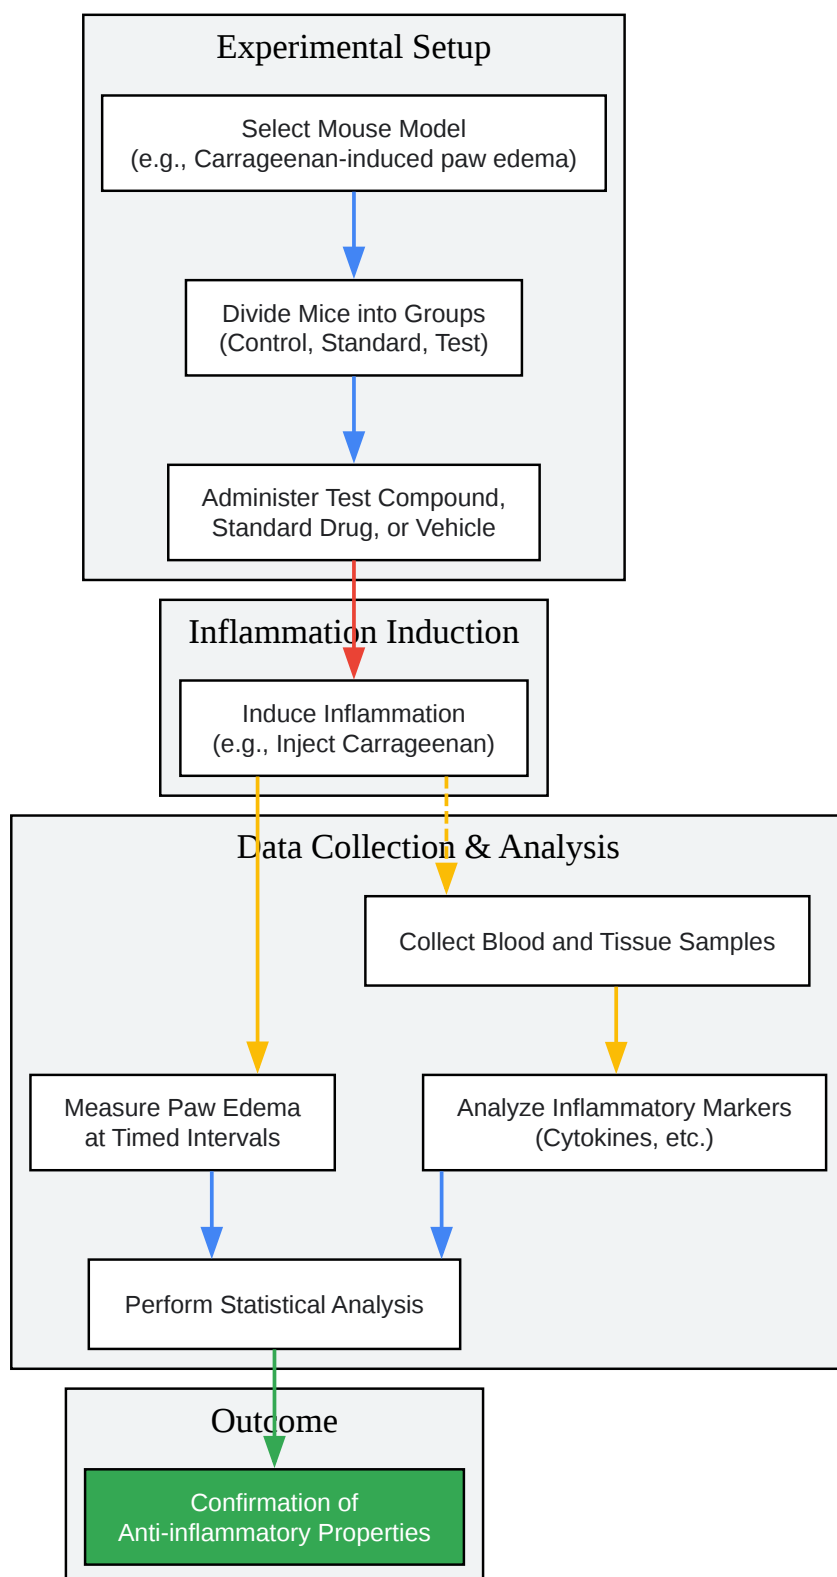 Experimental Setup
Select Mouse Model
(e.g., Carrageenan-induced paw edema)
Divide Mice into Groups
(Control, Standard, Test)
Administer Test Compound,
Standard Drug, or Vehicle
Inflammation Induction
Induce Inflammation
(e.g., Inject Carrageenan)
Data Collection & Analysis
Collect Blood and Tissue Samples
Measure Paw Edema
at Timed Intervals
Analyze Inflammatory Markers
(Cytokines, etc.)
Perform Statistical Analysis
Outcome
Confirmation of
Anti-inflammatory Properties